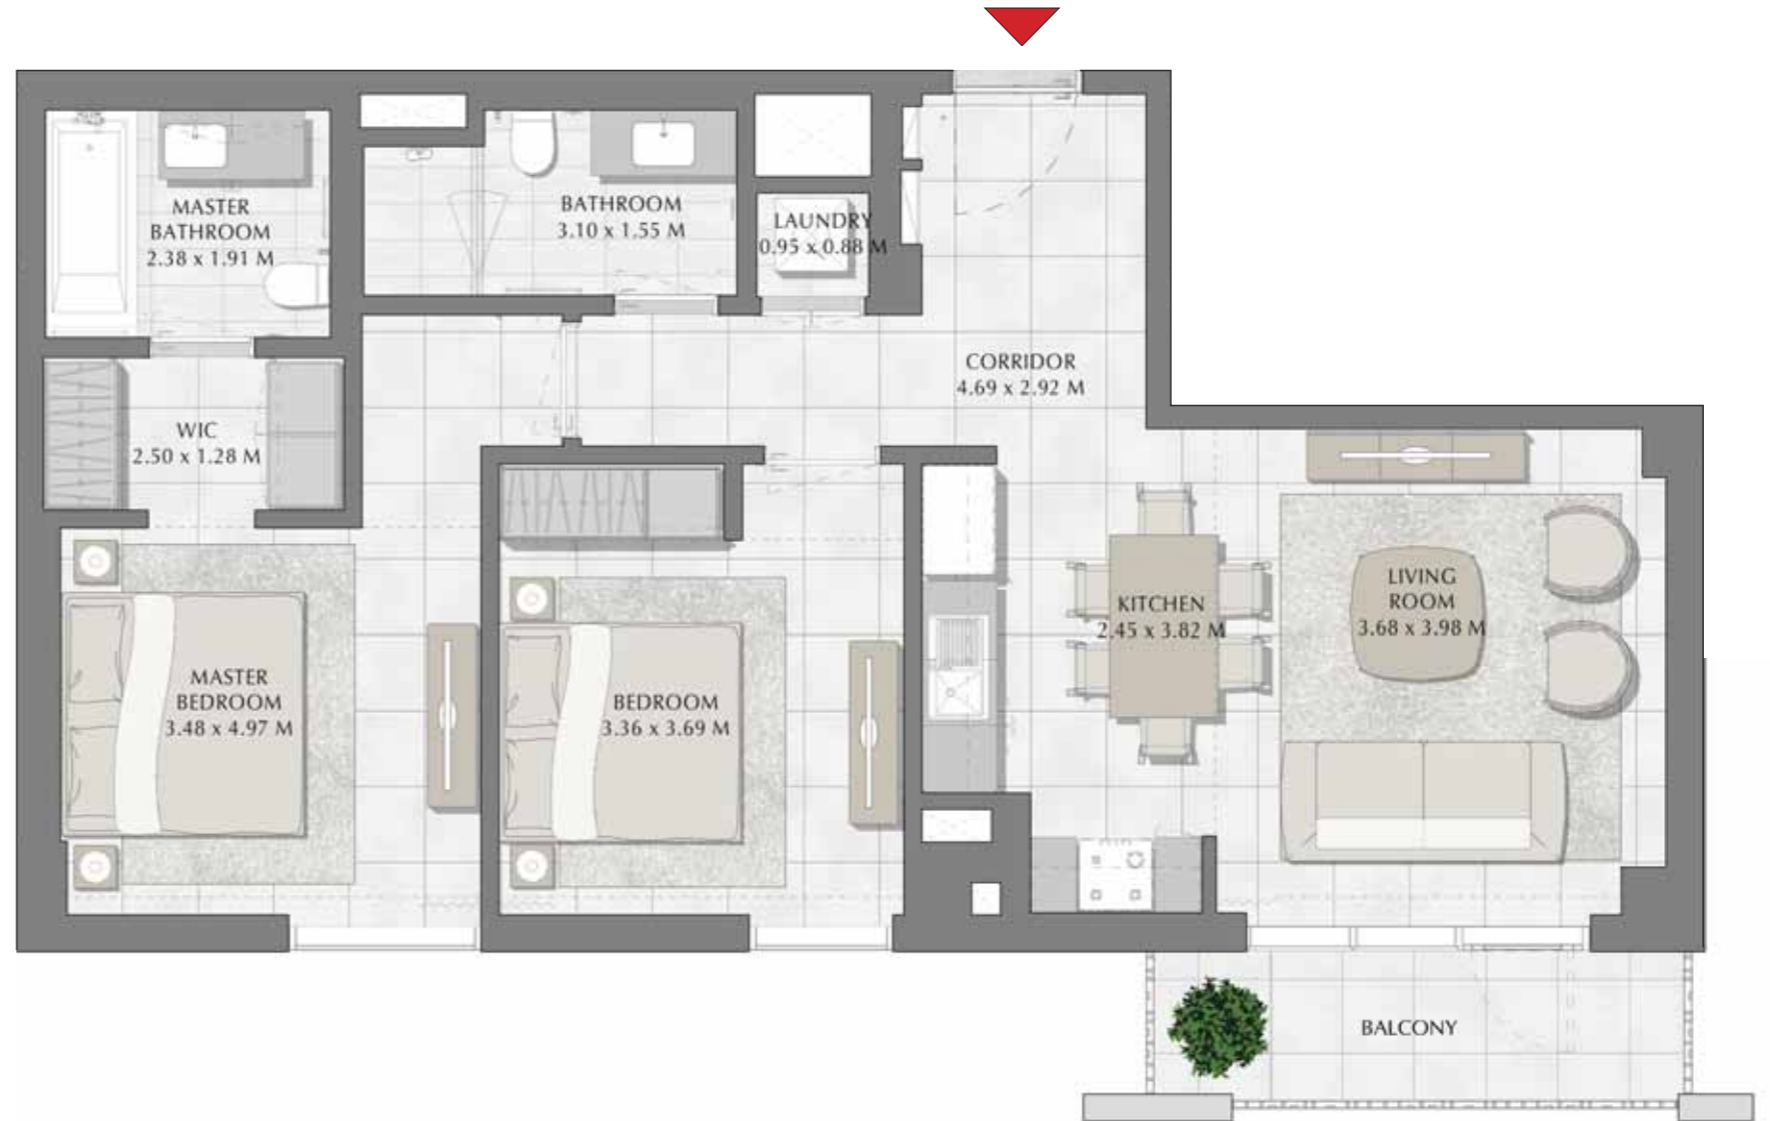 MASTER
BATHROOM
2.38 x 1.91 M
BATHROOM
3.10 x 1.55 M
LAUNDRY
0.95 x 0.88 M
CORRIDOR
4.69 x 2.92 M
WIC
2.50 x 1.28 M
MASTER
BEDROOM
3.48 x 4.97 M
BEDROOM
3.36 x 3.69 M
KITCHEN
2.45 x 3.82 M
LIVING
ROOM
3.68 x 3.98 M
BALCONY